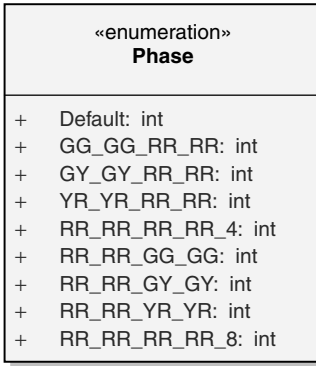 «enumeration»
Phase
+ Default: int
+ GG_GG_RR_RR: int
+ GY_GY_RR_RR: int
+ YR_YR_RR_RR: int
+ RR_RR_RR_RR_4: int
+ RR_RR_GG_GG: int
+ RR_RR_GY_GY: int
+ RR_RR_YR_YR: int
+ RR_RR_RR_RR_8: int